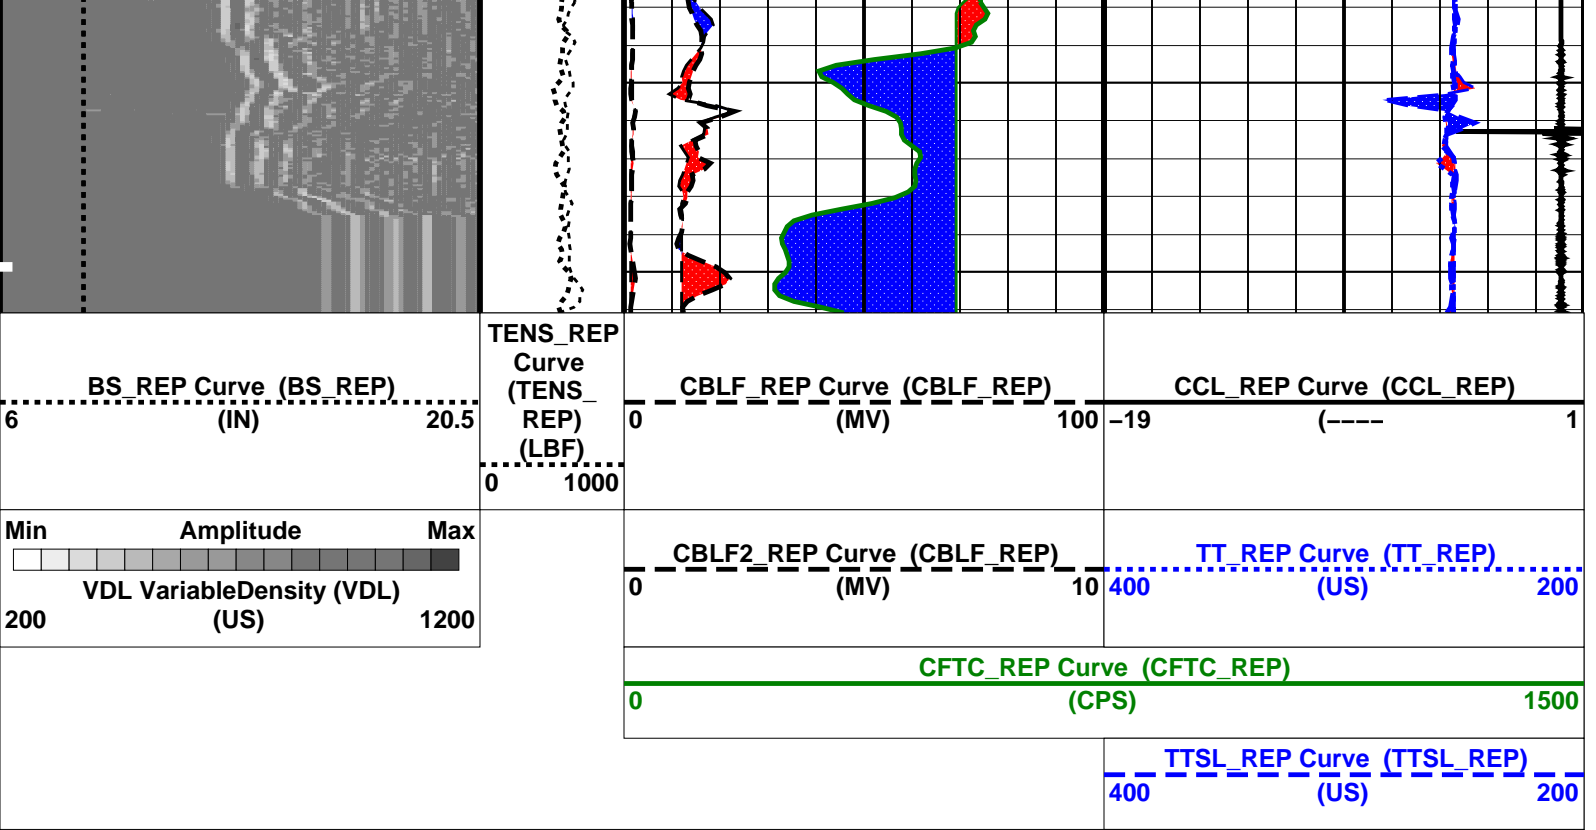 BS_REP Curve (BS_REP)
6 (IN) 20.5
TENS_REP
Curve
(TENS_
REP)
(LBF)
0 1000
CBLF_REP Curve (CBLF_REP)
0 (MV) 100
CCL_REP Curve (CCL_REP)
−19 (−−−− 1
Min Amplitude Max
VDL VariableDensity (VDL)
200 (US) 1200
CBLF2_REP Curve (CBLF_REP)
0 (MV) 10
TT_REP Curve (TT_REP)
400 (US) 200
CFTC_REP Curve (CFTC_REP)
0 (CPS) 1500
TTSL_REP Curve (TTSL_REP)
400 (US) 200